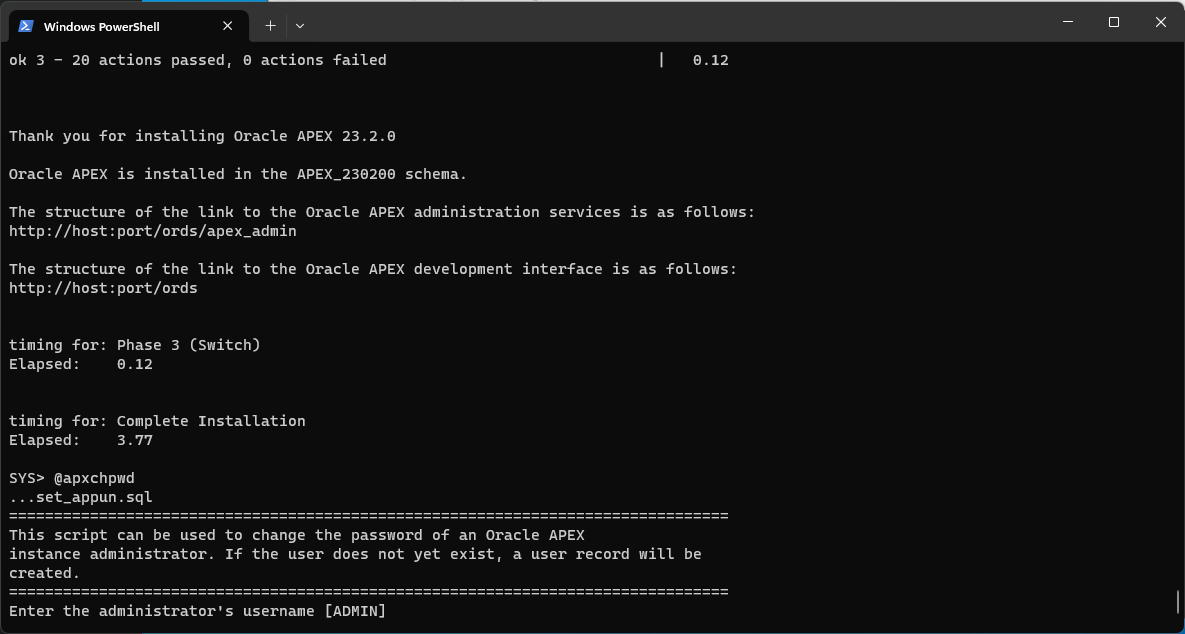 Windows PowerShell
ok 3 - 20 actions passed, 0 actions failed | 0.12
Thank you for installing Oracle APEX 23.2.0
Oracle APEX is installed in the APEX_230200 schema.
The structure of the link to the Oracle APEX administration services is as follows:
http://host:port/ords/apex_admin
The structure of the link to the Oracle APEX development interface is as follows:
http://host:port/ords
timing for: Phase 3 (Switch)
Elapsed: 0.12
timing for: Complete Installation
Elapsed: 3.77
SYS> @apxchpwd
...set_appun.sql
================================================================================
This script can be used to change the password of an Oracle APEX
instance administrator. If the user does not yet exist, a user record will be
created.
================================================================================
Enter the administrator's username [ADMIN]